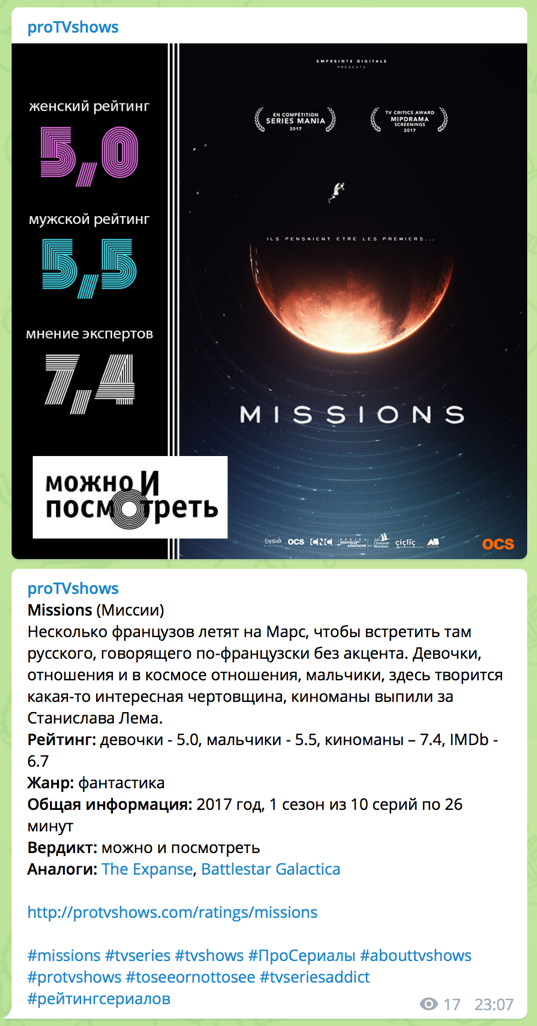 proTVshows
женский рейтинг
5,0
мужской рейтинг
5,5
мнение экспертов
7,4
можно И
посмотреть
EMPREINTE DIGITALE
PRESENTS
EN COMPÉTITION
SERIES MANIA
2017
TV CRITICS AWARD
MIPDRAMA
SCREENINGS
2017
ILS PENSAIENT ETRE LES PREMIERS...
MISSIONS
OCS CNC ciclic AB
OCS
proTVshows
Missions (Миссии)
Несколько французов летят на Марс, чтобы встретить там
русского, говорящего по-французски без акцента. Девочки,
отношения и в космосе отношения, мальчики, здесь творится
какая-то интересная чертовщина, киноманы выпили за
Станислава Лема.
Рейтинг: девочки - 5.0, мальчики - 5.5, киноманы – 7.4, IMDb -
6.7
Жанр: фантастика
Общая информация: 2017 год, 1 сезон из 10 серий по 26
минут
Вердикт: можно и посмотреть
Аналоги: The Expanse, Battlestar Galactica
http://protvshows.com/ratings/missions
#missions #tvseries #tvshows #ПроСериалы #abouttvshows
#protvshows #toseeornottosee #tvseriesaddict
#рейтингсериалов
17 23:07